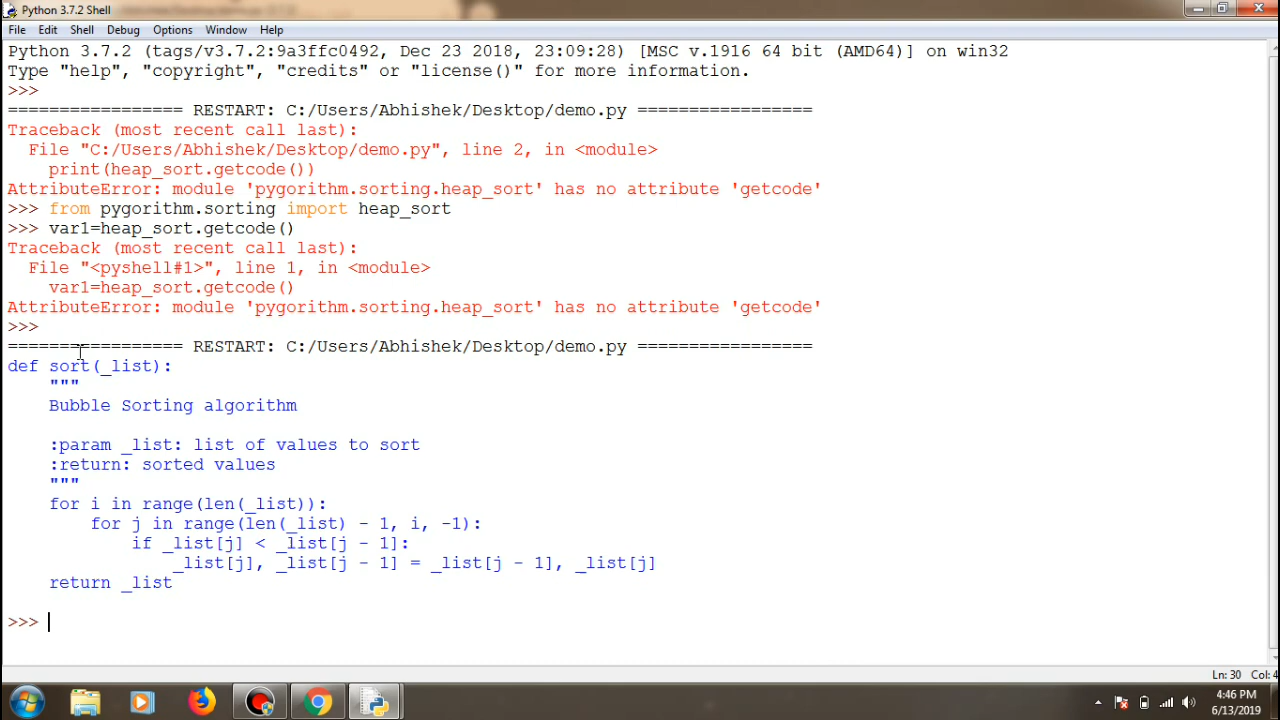 Python 3.7.2 Shell
File Edit Shell Debug Options Window Help
Python 3.7.2 (tags/v3.7.2:9a3ffc0492, Dec 23 2018, 23:09:28) [MSC v.1916 64 bit (AMD64)] on win32
Type "help", "copyright", "credits" or "license()" for more information.
>>>
================= RESTART: C:/Users/Abhishek/Desktop/demo.py =================
Traceback (most recent call last):
  File "C:/Users/Abhishek/Desktop/demo.py", line 2, in <module>
    print(heap_sort.getcode())
AttributeError: module 'pygorithm.sorting.heap_sort' has no attribute 'getcode'
>>> from pygorithm.sorting import heap_sort
>>> var1=heap_sort.getcode()
Traceback (most recent call last):
  File "<pyshell#1>", line 1, in <module>
    var1=heap_sort.getcode()
AttributeError: module 'pygorithm.sorting.heap_sort' has no attribute 'getcode'
>>>
================= RESTART: C:/Users/Abhishek/Desktop/demo.py =================
def sort(_list):
    """
    Bubble Sorting algorithm
    :param _list: list of values to sort
    :return: sorted values
    """
    for i in range(len(_list)):
        for j in range(len(_list) - 1, i, -1):
            if _list[j] < _list[j - 1]:
                _list[j], _list[j - 1] = _list[j - 1], _list[j]
    return _list
>>>
Ln: 30 Col: 4
4:46 PM
6/13/2019